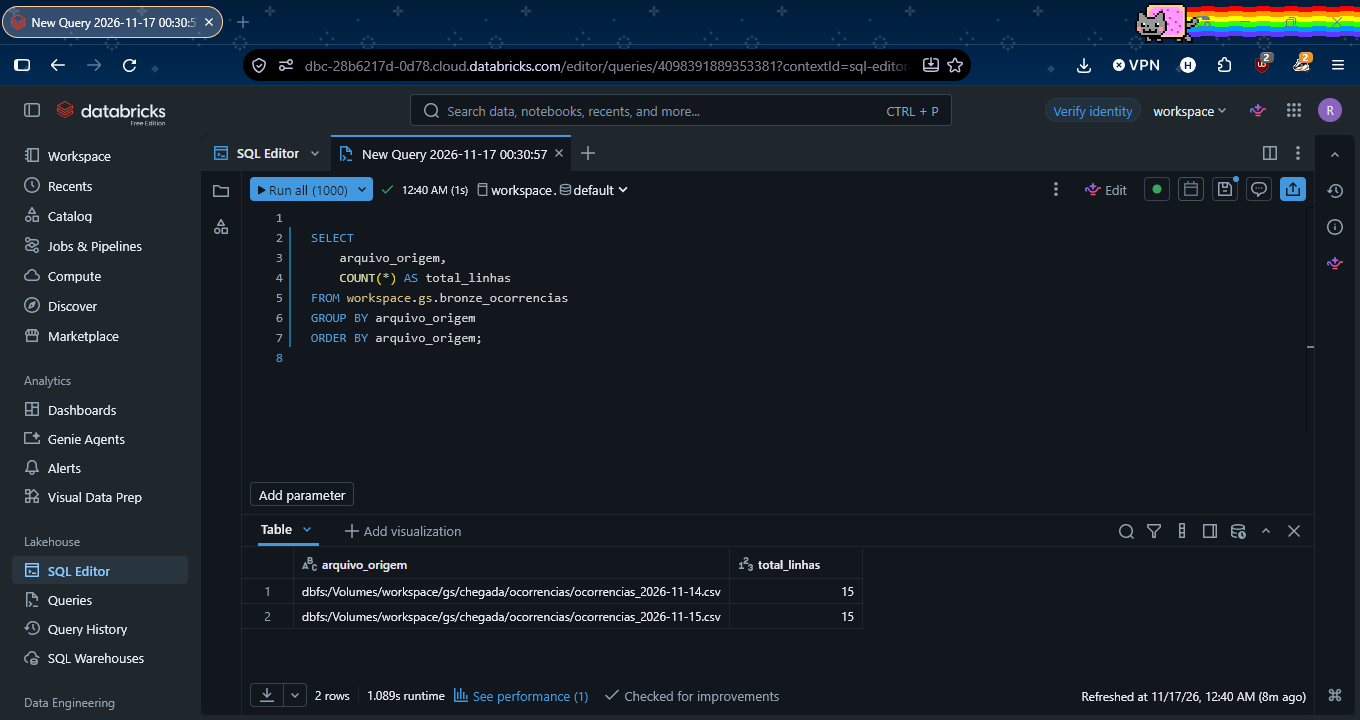 New Query 2026-11-17 00:30:5
dbc-28b6217d-0d78.cloud.databricks.com/editor/queries/4098391889353381?contextId=sql-editor
VPN
H
2
2
databricks
Free Edition
Search data, notebooks, recents, and more...
CTRL + P
Verify identity
workspace
R
Workspace
Recents
Catalog
Jobs & Pipelines
Compute
Discover
Marketplace
Analytics
Dashboards
Genie Agents
Alerts
Visual Data Prep
Lakehouse
SQL Editor
Queries
Query History
SQL Warehouses
Data Engineering
SQL Editor
New Query 2026-11-17 00:30:57
Run all (1000)
12:40 AM (1s)
workspace . default
Edit
1
2 SELECT
3 arquivo_origem,
4 COUNT(*) AS total_linhas
5 FROM workspace.gs.bronze_ocorrencias
6 GROUP BY arquivo_origem
7 ORDER BY arquivo_origem;
8
Add parameter
Table
Add visualization
arquivo_origem total_linhas
1 dbfs:/Volumes/workspace/gs/chegada/ocorrencias/ocorrencias_2026-11-14.csv 15
2 dbfs:/Volumes/workspace/gs/chegada/ocorrencias/ocorrencias_2026-11-15.csv 15
2 rows
1.089s runtime
See performance (1)
Checked for improvements
Refreshed at 11/17/26, 12:40 AM (8m ago)